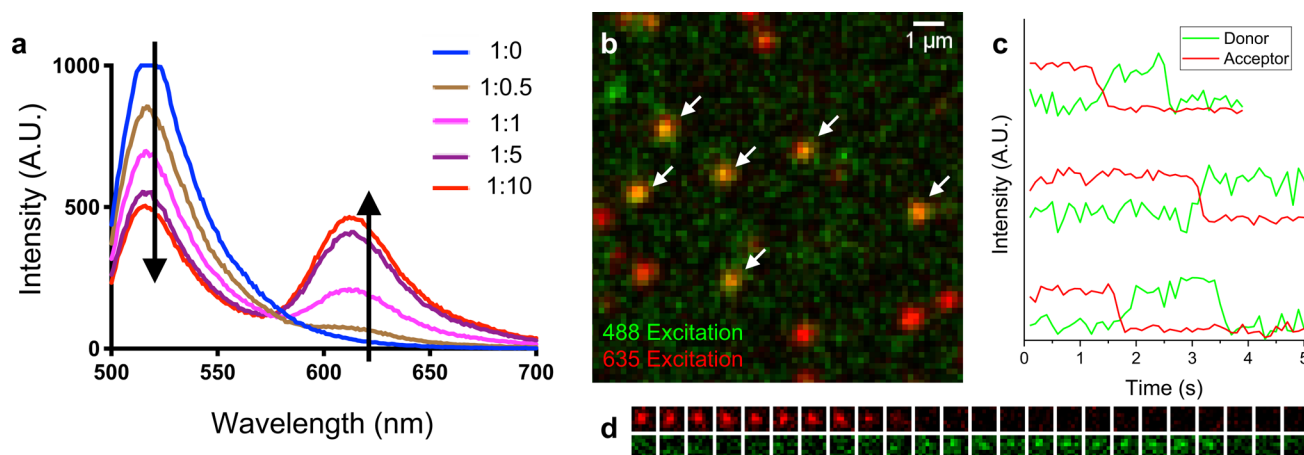 a
1:0
1:0.5
1:1
1:5
1:10
1000
500
0
500
550
600
650
700
Intensity (A.U.)
Wavelength (nm)
b
1 μm
488 Excitation
635 Excitation
c
Donor
Acceptor
Intensity (A.U.)
0
1
2
3
4
5
Time (s)
d